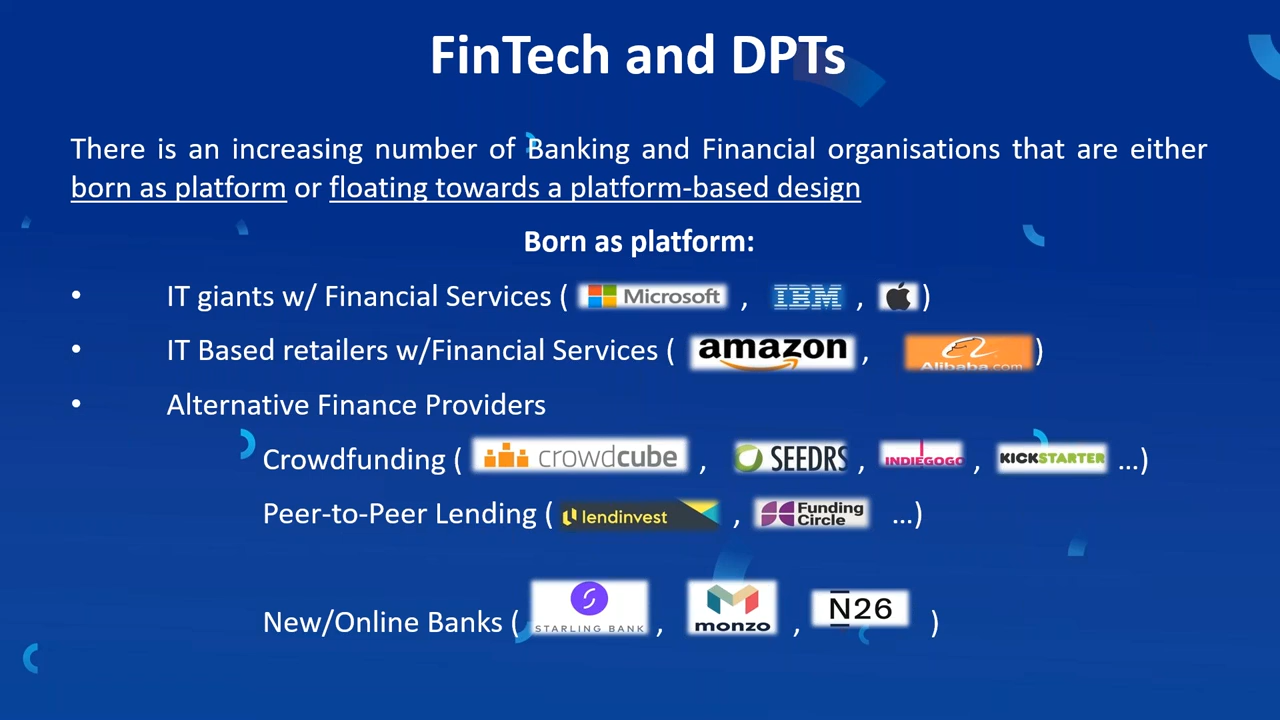 FinTech and DPTs
There is an increasing number of Banking and Financial organisations that are either
born as platform or floating towards a platform-based design
Born as platform:
• IT giants w/ Financial Services ( Microsoft , IBM , )
• IT Based retailers w/Financial Services ( amazon , Alibaba.com )
• Alternative Finance Providers
Crowdfunding ( crowdcube , SEEDRS , INDIEGOGO , KICKSTARTER ...)
Peer-to-Peer Lending ( lendinvest , Funding Circle ...)
New/Online Banks ( STARLING BANK , monzo , N26 )